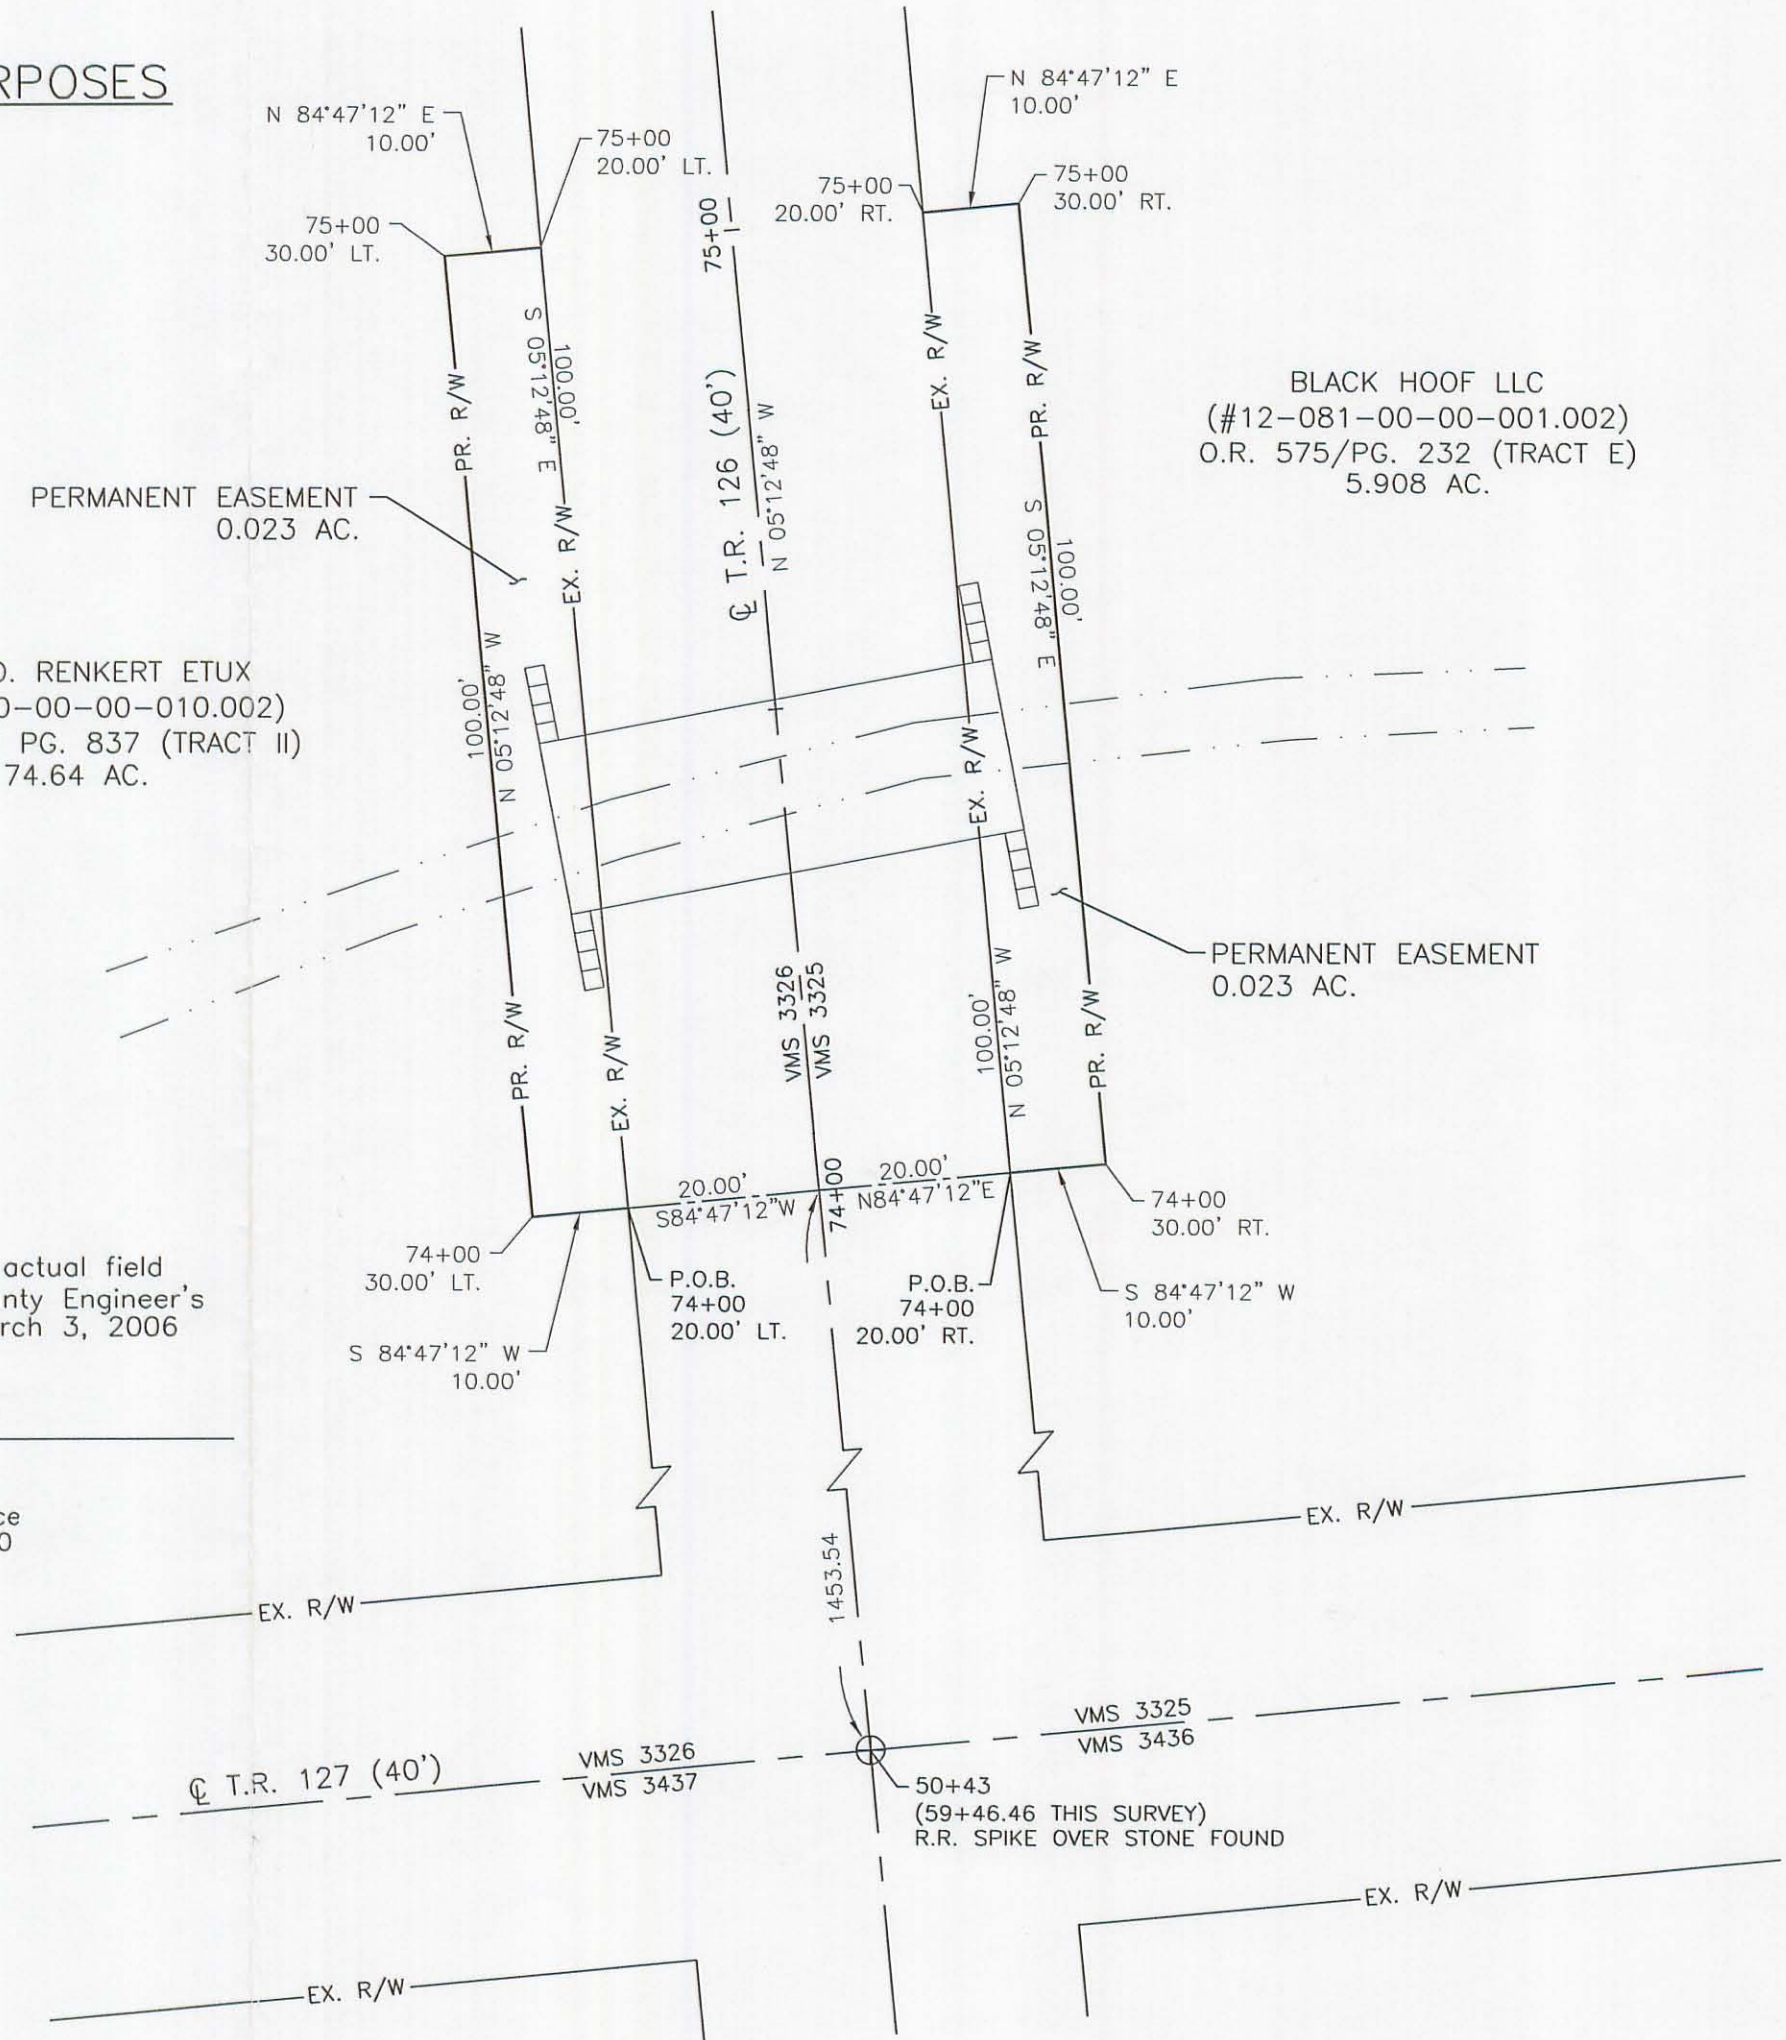 RPOSES
N 84°47'12" E
10.00'
75+00
20.00' LT.
75+00
30.00' LT.
N 84°47'12" E
10.00'
75+00
20.00' RT.
75+00
30.00' RT.
75+00
PR. R/W
S 05°12'48" E
100.00'
EX. R/W
℄ T.R. 126 (40')
N 05°12'48" W
EX. R/W
PR. R/W
S 05°12'48" E
100.00'
BLACK HOOF LLC
(#12-081-00-00-001.002)
O.R. 575/PG. 232 (TRACT E)
5.908 AC.
PERMANENT EASEMENT
0.023 AC.
RENKERT ETUX
0-00-00-010.002)
PG. 837 (TRACT II)
74.64 AC.
100.00'
N 05°12'48" W
EX. R/W
PERMANENT EASEMENT
0.023 AC.
PR. R/W
EX. R/W
VMS 3326
VMS 3325
100.00'
N 05°12'48" W
PR. R/W
20.00'
S84°47'12"W
74+00
20.00'
N84°47'12"E
74+00
30.00' LT.
P.O.B.
74+00
20.00' LT.
P.O.B.
74+00
20.00' RT.
74+00
30.00' RT.
S 84°47'12" W
10.00'
S 84°47'12" W
10.00'
actual field
nty Engineer's
rch 3, 2006
ce
0
EX. R/W
EX. R/W
1453.54
℄ T.R. 127 (40')
VMS 3326
VMS 3437
VMS 3325
VMS 3436
50+43
(59+46.46 THIS SURVEY)
R.R. SPIKE OVER STONE FOUND
EX. R/W
EX. R/W